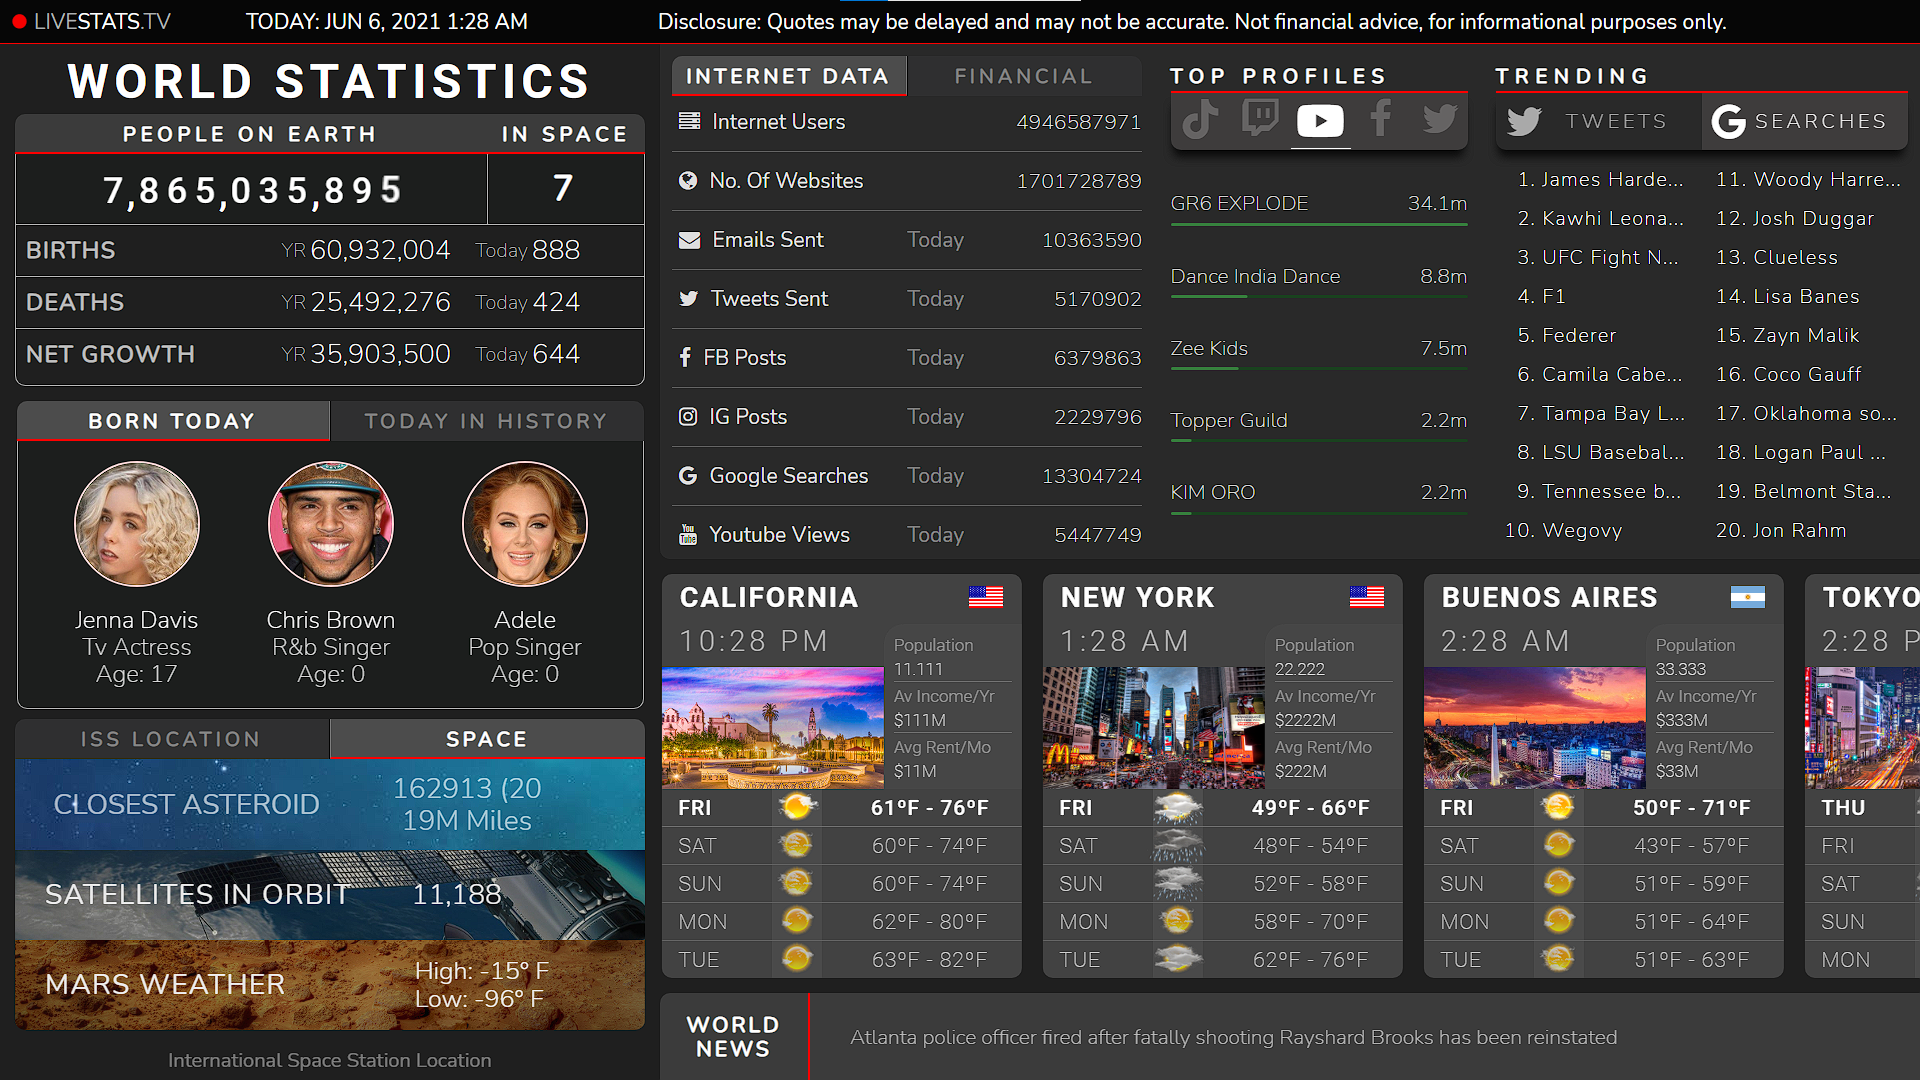 LIVESTATS.TV
TODAY: JUN 6, 2021 1:28 AM
Disclosure: Quotes may be delayed and may not be accurate. Not financial advice, for informational purposes only.
WORLD STATISTICS
PEOPLE ON EARTH IN SPACE
7,865,035,895 7
BIRTHS YR 60,932,004 Today 888
DEATHS YR 25,492,276 Today 424
NET GROWTH YR 35,903,500 Today 644
BORN TODAY TODAY IN HISTORY
Jenna Davis
Tv Actress
Age: 17
Chris Brown
R&b Singer
Age: 0
Adele
Pop Singer
Age: 0
ISS LOCATION SPACE
CLOSEST ASTEROID
162913 (20
19M Miles
SATELLITES IN ORBIT 11,188
MARS WEATHER
High: -15° F
Low: -96° F
International Space Station Location
INTERNET DATA FINANCIAL
Internet Users 4946587971
No. Of Websites 1701728789
Emails Sent Today 10363590
Tweets Sent Today 5170902
FB Posts Today 6379863
IG Posts Today 2229796
Google Searches Today 13304724
You Tube Youtube Views Today 5447749
TOP PROFILES
GR6 EXPLODE 34.1m
Dance India Dance 8.8m
Zee Kids 7.5m
Topper Guild 2.2m
KIM ORO 2.2m
TRENDING
TWEETS SEARCHES
1. James Harde...
2. Kawhi Leona...
3. UFC Fight N...
4. F1
5. Federer
6. Camila Cabe...
7. Tampa Bay L...
8. LSU Basebal...
9. Tennessee b...
10. Wegovy
11. Woody Harre...
12. Josh Duggar
13. Clueless
14. Lisa Banes
15. Zayn Malik
16. Coco Gauff
17. Oklahoma so...
18. Logan Paul ...
19. Belmont Sta...
20. Jon Rahm
CALIFORNIA
10:28 PM
Population
11.111
Av Income/Yr
$111M
Avg Rent/Mo
$11M
FRI 61°F - 76°F
SAT 60°F - 74°F
SUN 60°F - 74°F
MON 62°F - 80°F
TUE 63°F - 82°F
NEW YORK
1:28 AM
Population
22.222
Av Income/Yr
$2222M
Avg Rent/Mo
$222M
FRI 49°F - 66°F
SAT 48°F - 54°F
SUN 52°F - 58°F
MON 58°F - 70°F
TUE 62°F - 76°F
BUENOS AIRES
2:28 AM
Population
33.333
Av Income/Yr
$333M
Avg Rent/Mo
$33M
FRI 50°F - 71°F
SAT 43°F - 57°F
SUN 51°F - 59°F
MON 51°F - 64°F
TUE 51°F - 63°F
TOKYO
2:28 P
THU
FRI
SAT
SUN
MON
WORLD
NEWS
Atlanta police officer fired after fatally shooting Rayshard Brooks has been reinstated